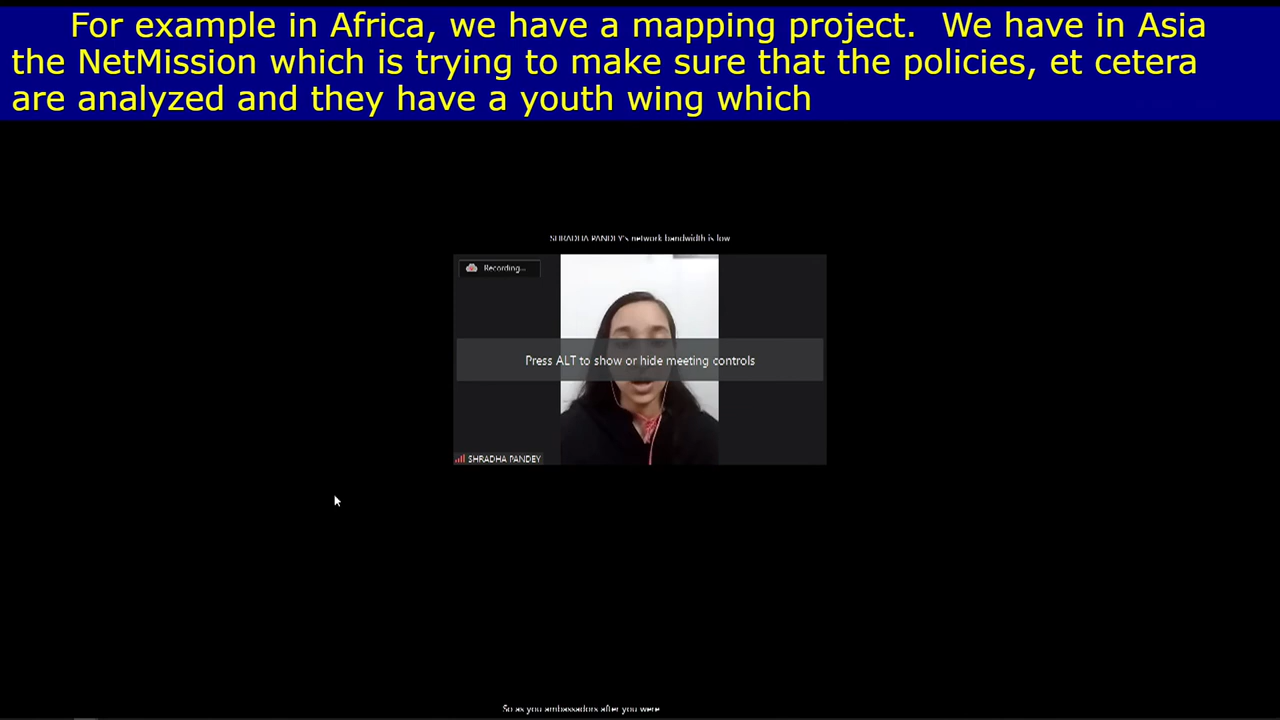 For example in Africa, we have a mapping project.  We have in Asia
the NetMission which is trying to make sure that the policies, et cetera
are analyzed and they have a youth wing which
SHRADHA PANDEY's network bandwidth is low
Recording...
Press ALT to show or hide meeting controls
SHRADHA PANDEY
So as you ambassadors after you were